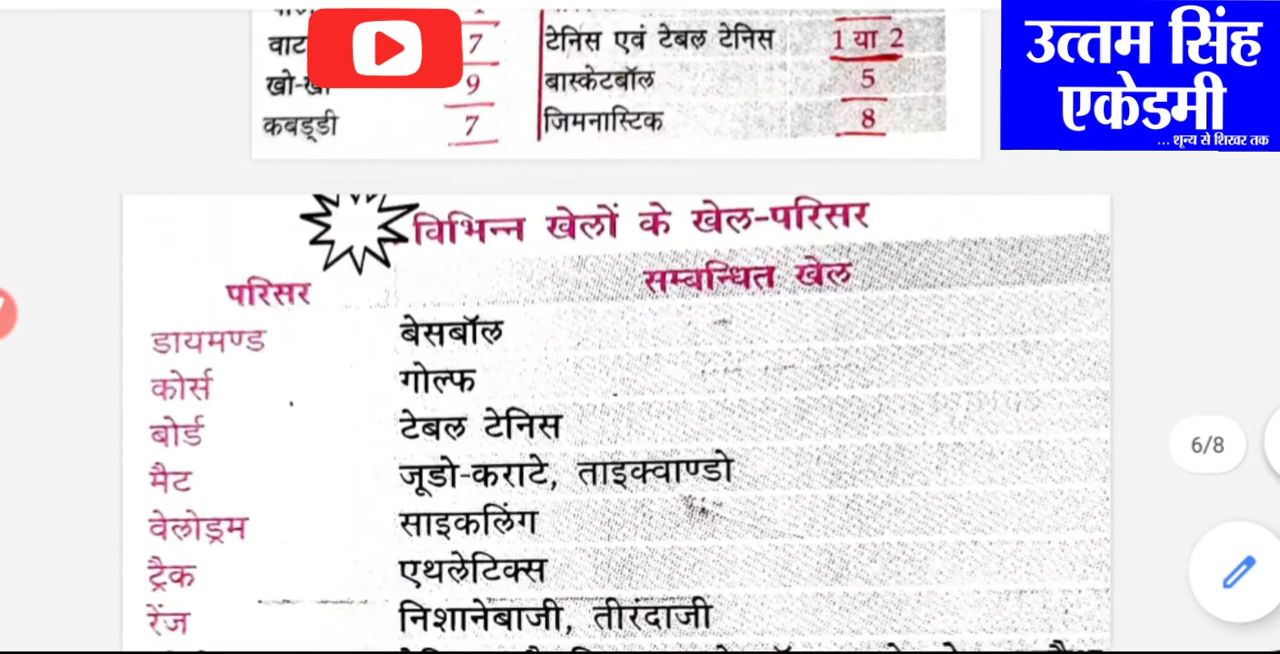 7 टेनिस एवं टेबल टेनिस 1 या 2
9 बास्केटबॉल 5
कबड्डी 7 जिमनास्टिक 8
उत्तम सिंह
एकेडमी
... शून्य से शिखर तक
विभिन्न खेलों के खेल-परिसर
परिसर सम्बन्धित खेल
डायमण्ड बेसबॉल
कोर्स गोल्फ
बोर्ड टेबल टेनिस
मैट जूडो-कराटे, ताइक्वाण्डो
वेलोड्रम साइकलिंग
ट्रैक एथलेटिक्स
रेंज निशानेबाजी, तीरंदाजी
6/8